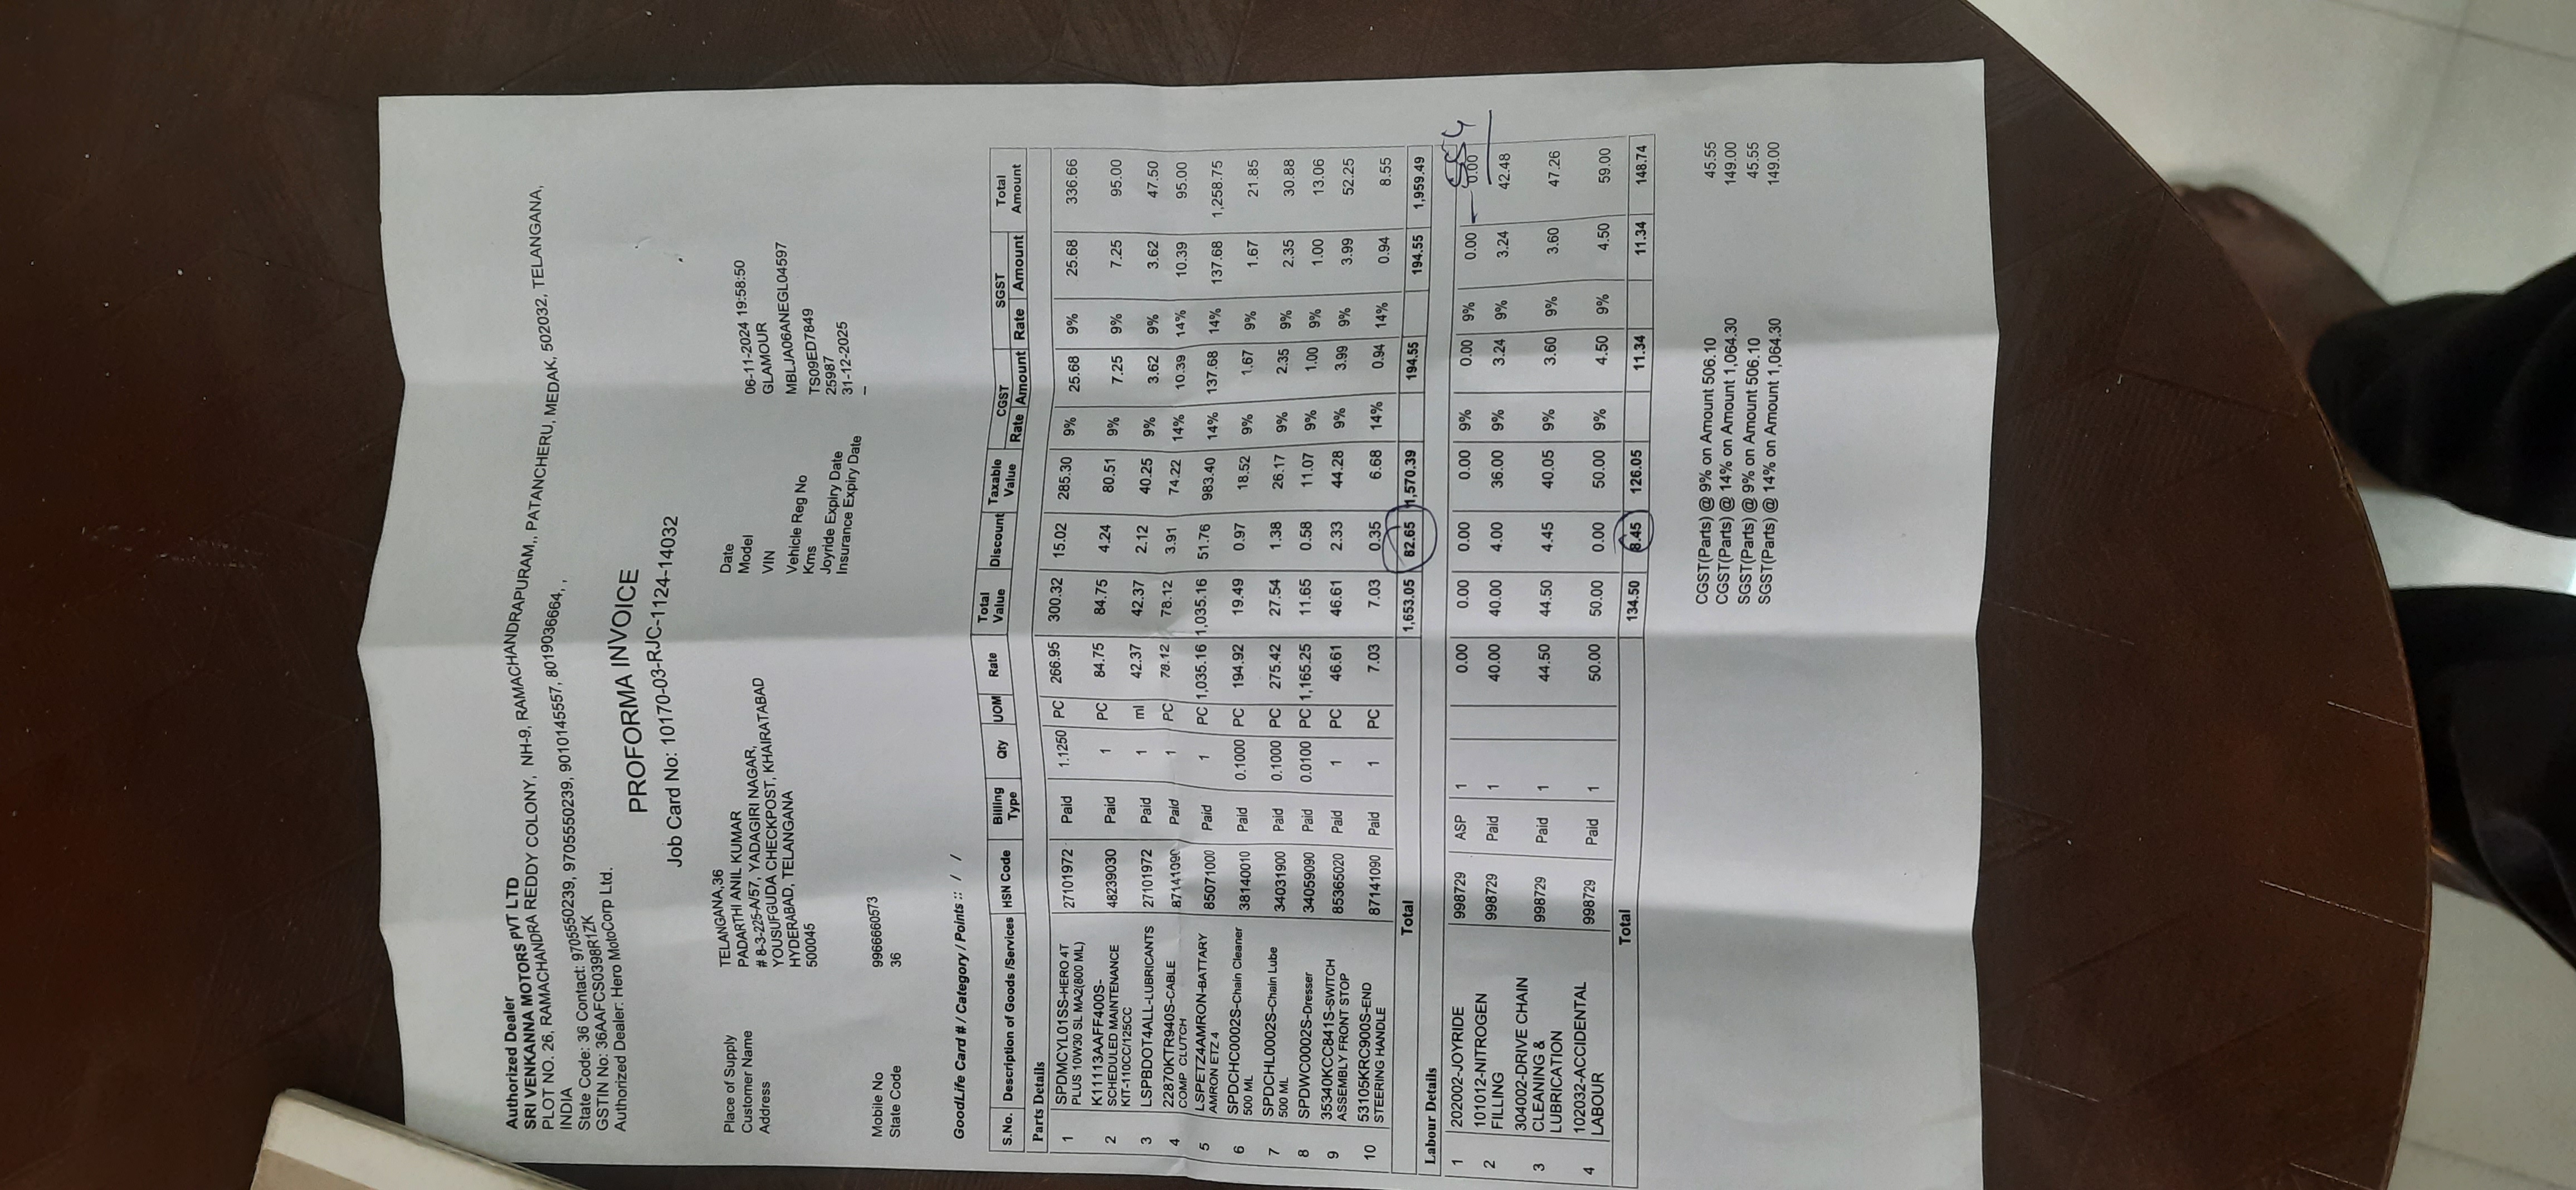 Authorized Dealer
SRI VENKANNA MOTORS PVT LTD
PLOT NO. 26, RAMACHANDRA REDDY COLONY, NH-9, RAMACHANDRAPURAM,, PATANCHERU, MEDAK, 502032, TELANGANA,
INDIA
State Code: 36 Contact: 9705550239, 9705550239, 9010145557, 8019036664, ,
GSTIN No: 36AAFCS0398R1ZK
Authorized Dealer: Hero MotoCorp Ltd.
PROFORMA INVOICE
Job Card No: 10170-03-RJC-1124-14032
Place of Supply TELANGANA,36
Customer Name PADARTHI ANIL KUMAR
Address # 8-3-225-A/57, YADAGIRI NAGAR,
YOUSUFGUDA CHECKPOST, KHAIRATABAD
HYDERABAD, TELANGANA
500045
Mobile No 9966660573
State Code 36
Date 06-11-2024 19:58:50
Model GLAMOUR
VIN MBLJA06ANEGL04597
Vehicle Reg No TS09ED7849
Kms 25987
Joyride Expiry Date 31-12-2025
Insurance Expiry Date –
GoodLife Card # / Category / Points :: / /
S.No. Description of Goods /Services HSN Code Billing Type Qty UOM Rate Total Value Discount Taxable Value CGST Rate Amount SGST Rate Amount Total Amount
Parts Details
1 SPDMCYL01SS-HERO 4T PLUS 10W30 SL MA2(800 ML) 27101972 Paid 1.1250 PC 266.95 300.32 15.02 285.30 9% 25.68 9% 25.68 336.66
2 K11113AAFF400S-SCHEDULED MAINTENANCE KIT-110CC/125CC 48239030 Paid 1 PC 84.75 84.75 4.24 80.51 9% 7.25 9% 7.25 95.00
3 LSPBDOT4ALL-LUBRICANTS 27101972 Paid 1 ml 42.37 42.37 2.12 40.25 9% 3.62 9% 3.62 47.50
4 22870KTR940S-CABLE COMP CLUTCH 87141090 Paid 1 PC 78.12 78.12 3.91 74.22 14% 10.39 14% 10.39 95.00
5 LSPETZ4AMRON-BATTARY AMRON ETZ 4 85071000 Paid 1 PC 1,035.16 1,035.16 51.76 983.40 14% 137.68 14% 137.68 1,258.75
6 SPDCHC0002S-Chain Cleaner 500 ML 38140010 Paid 0.1000 PC 194.92 19.49 0.97 18.52 9% 1.67 9% 1.67 21.85
7 SPDCHL0002S-Chain Lube 500 ML 34031900 Paid 0.1000 PC 275.42 27.54 1.38 26.17 9% 2.35 9% 2.35 30.88
8 SPDWC0002S-Dresser 34059090 Paid 0.0100 PC 1,165.25 11.65 0.58 11.07 9% 1.00 9% 1.00 13.06
9 35340KCC841S-SWITCH ASSEMBLY FRONT STOP 85365020 Paid 1 PC 46.61 46.61 2.33 44.28 9% 3.99 9% 3.99 52.25
10 53105KRC900S-END STEERING HANDLE 87141090 Paid 1 PC 7.03 7.03 0.35 6.68 14% 0.94 14% 0.94 8.55
Total 1,653.05 82.65 1,570.39 194.55 194.55 1,959.49
Labour Details
1 202002-JOYRIDE 998729 ASP 1 0.00 0.00 0.00 0.00 9% 0.00 9% 0.00 0.00
2 101012-NITROGEN FILLING 998729 Paid 1 40.00 40.00 4.00 36.00 9% 3.24 9% 3.24 42.48
3 304002-DRIVE CHAIN CLEANING & LUBRICATION 998729 Paid 1 44.50 44.50 4.45 40.05 9% 3.60 9% 3.60 47.26
4 102032-ACCIDENTAL LABOUR 998729 Paid 1 50.00 50.00 0.00 50.00 9% 4.50 9% 4.50 59.00
Total 134.50 8.45 126.05 11.34 11.34 148.74
CGST(Parts) @ 9% on Amount 506.10 45.55
CGST(Parts) @ 14% on Amount 1,064.30 149.00
SGST(Parts) @ 9% on Amount 506.10 45.55
SGST(Parts) @ 14% on Amount 1,064.30 149.00